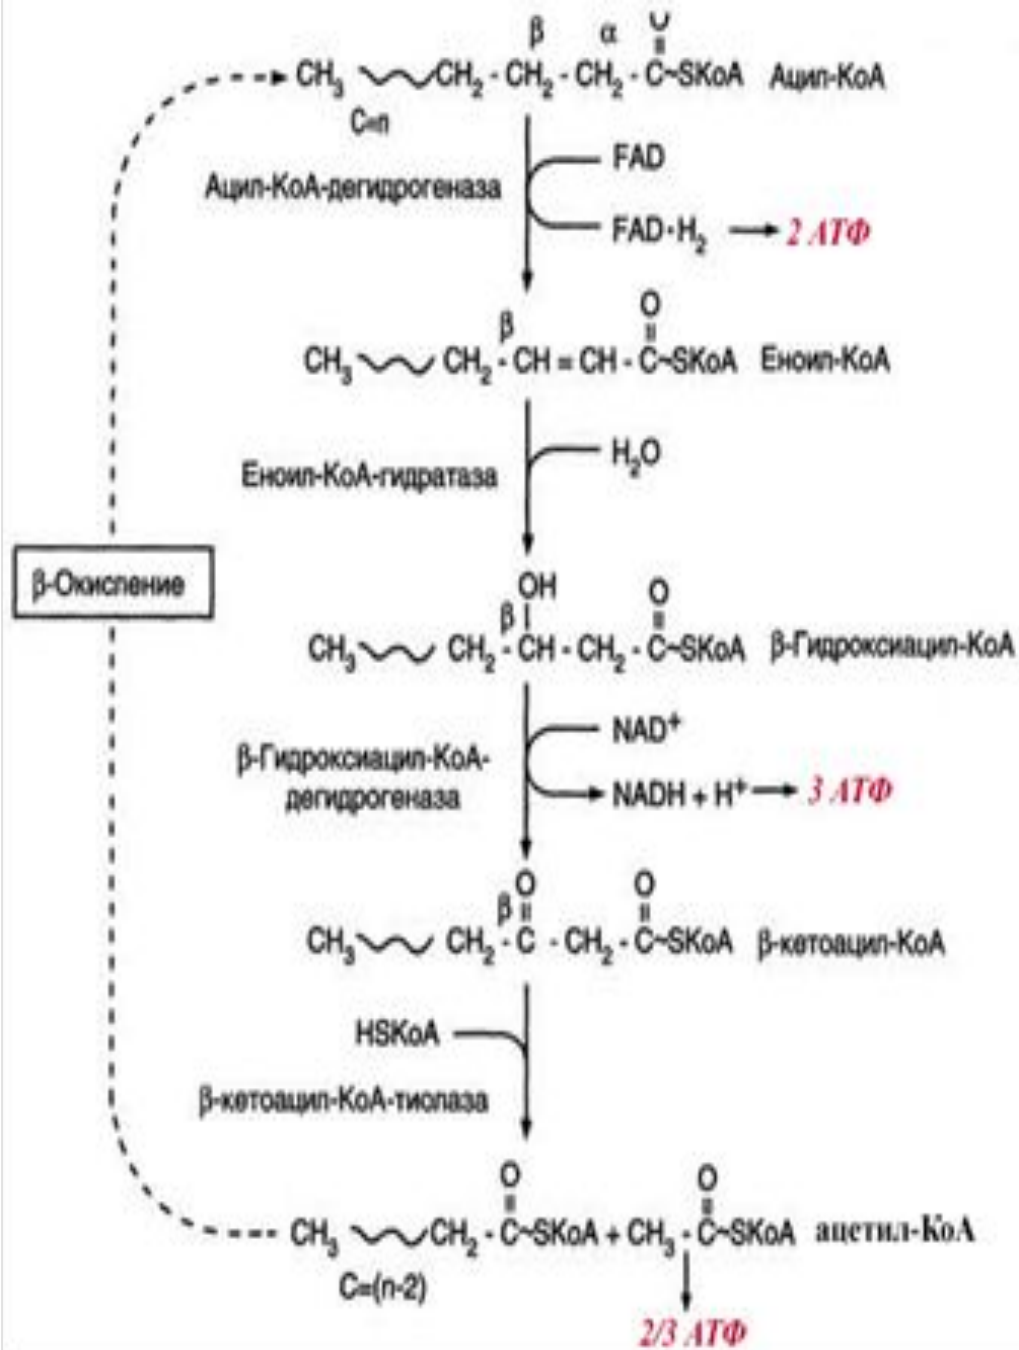 β α
CH₃ CH₂ - CH₂ - CH₂ - C~SKoA Ацил-КоА
C=n
FAD
Ацил-КоА-дегидрогеназа
FAD·H₂ → 2 АТФ
O
β
CH₃ CH₂ - CH = CH - C~SKoA Еноил-КоА
H₂O
Еноил-КоА-гидратаза
OH
O
β
CH₃ CH₂ - CH - CH₂ - C~SKoA β-Гидроксиацил-КоА
β-Окисление
NAD⁺
β-Гидроксиацил-КоА-
дегидрогеназа
NADH + H⁺ → 3 АТФ
O O
β
CH₃ CH₂ - C - CH₂ - C~SKoA β-кетоацил-КоА
HSKoA
β-кетоацил-КоА-тиолаза
O O
CH₃ CH₂ - C~SKoA + CH₃ - C~SKoA ацетил-КоА
C=(n-2)
2/3 АТФ